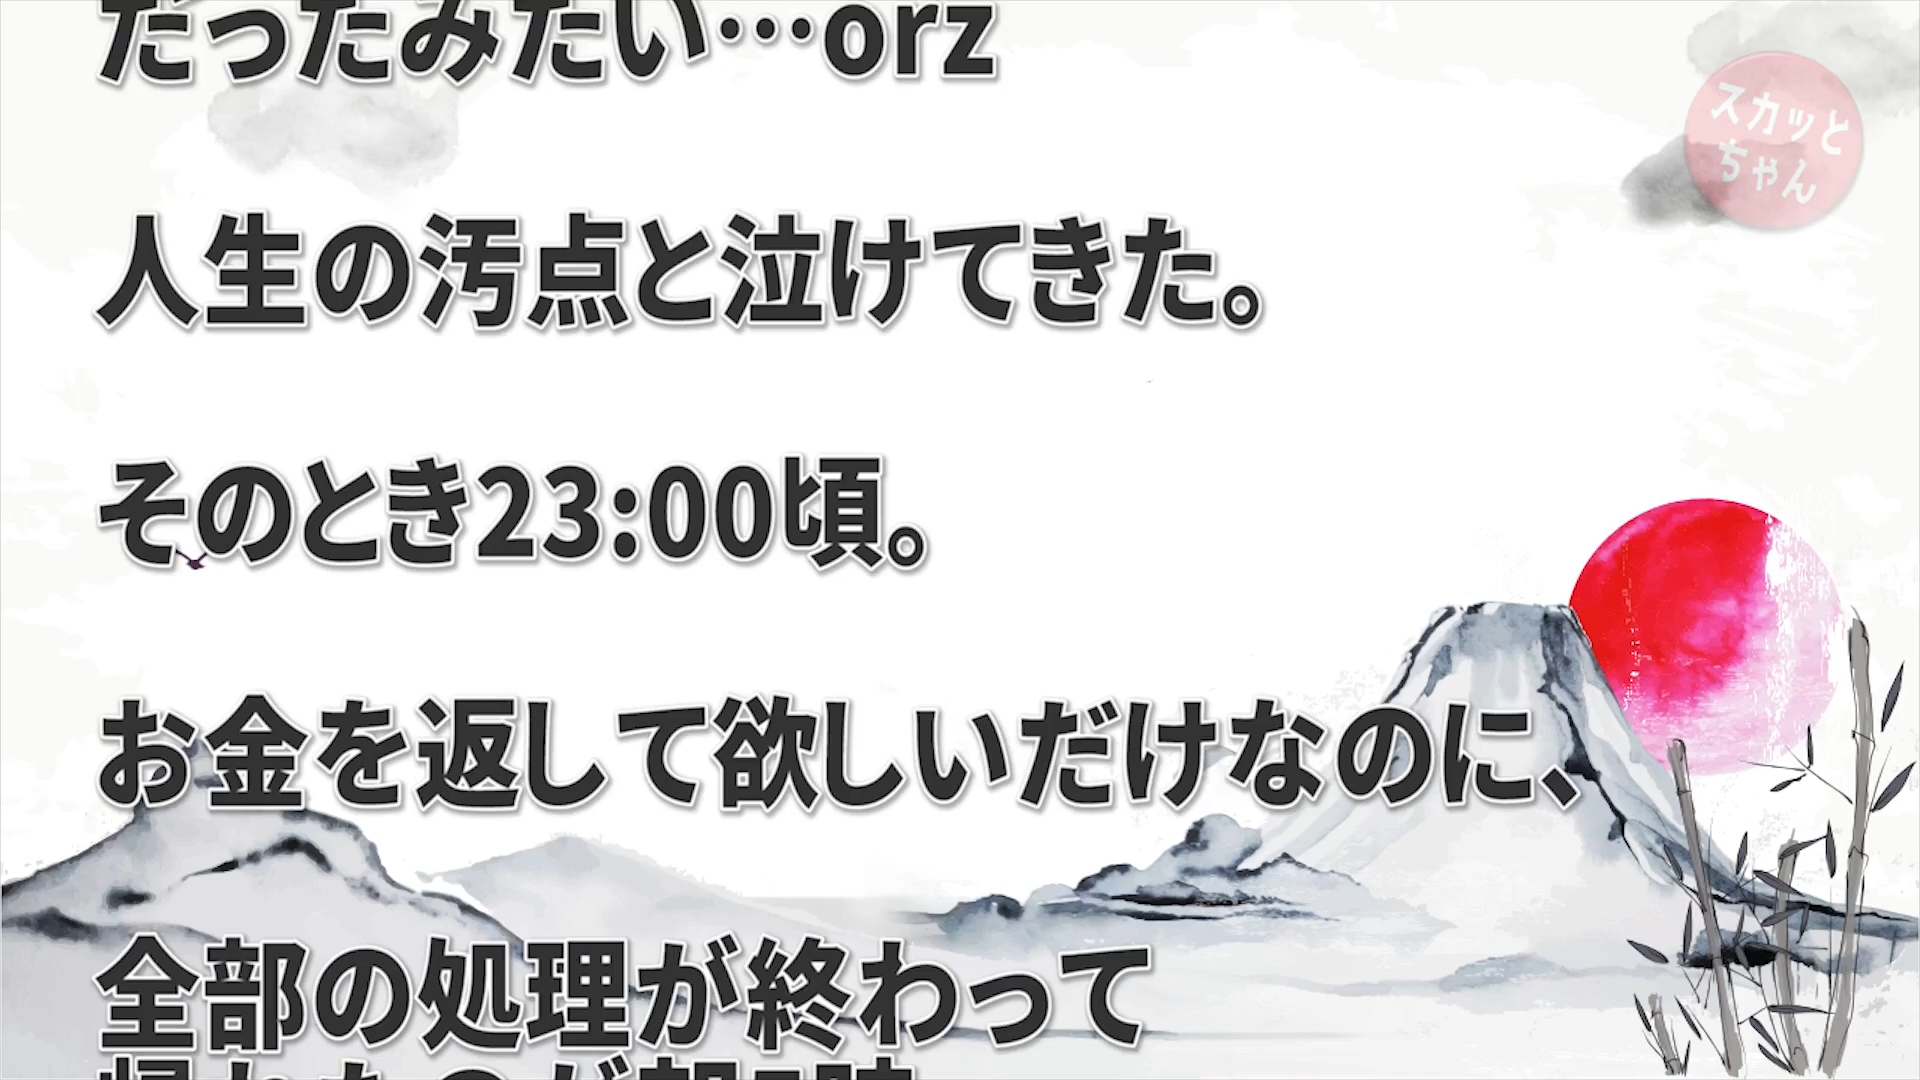 だったみたい…orz
人生の汚点と泣けてきた。
そのとき23:00頃。
お金を返して欲しいだけなのに、
全部の処理が終わって
スカッと
ちゃん